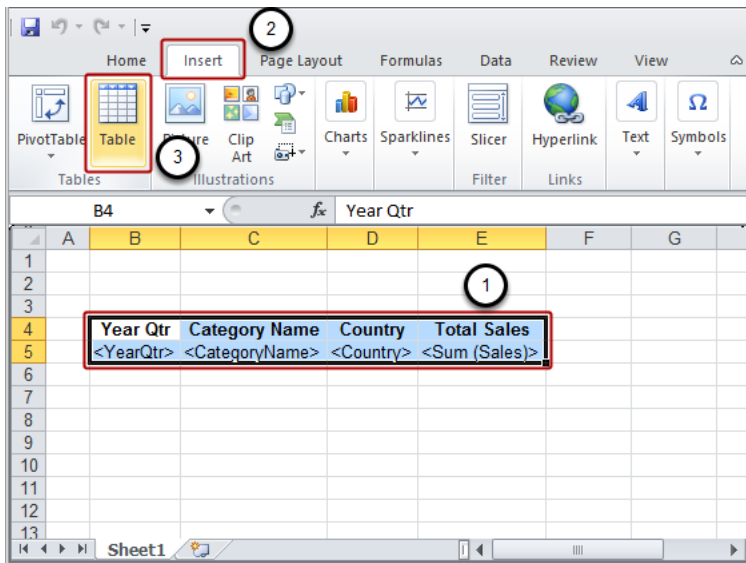 2
Home Insert Page Layout Formulas Data Review View
PivotTable Table Clip Art Charts Sparklines Slicer Hyperlink Text Symbols
3
Tables Illustrations Filter Links
B4 fx Year Qtr
A B C D E F G
1
2
3
1
4 Year Qtr Category Name Country Total Sales
5 <YearQtr> <CategoryName> <Country> <Sum (Sales)>
6
7
8
9
10
11
12
13
Sheet1